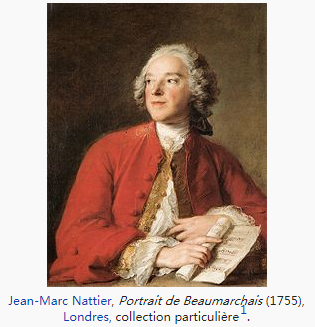 Jean-Marc Nattier, Portrait de Beaumarchais (1755),
Londres, collection particulière1.